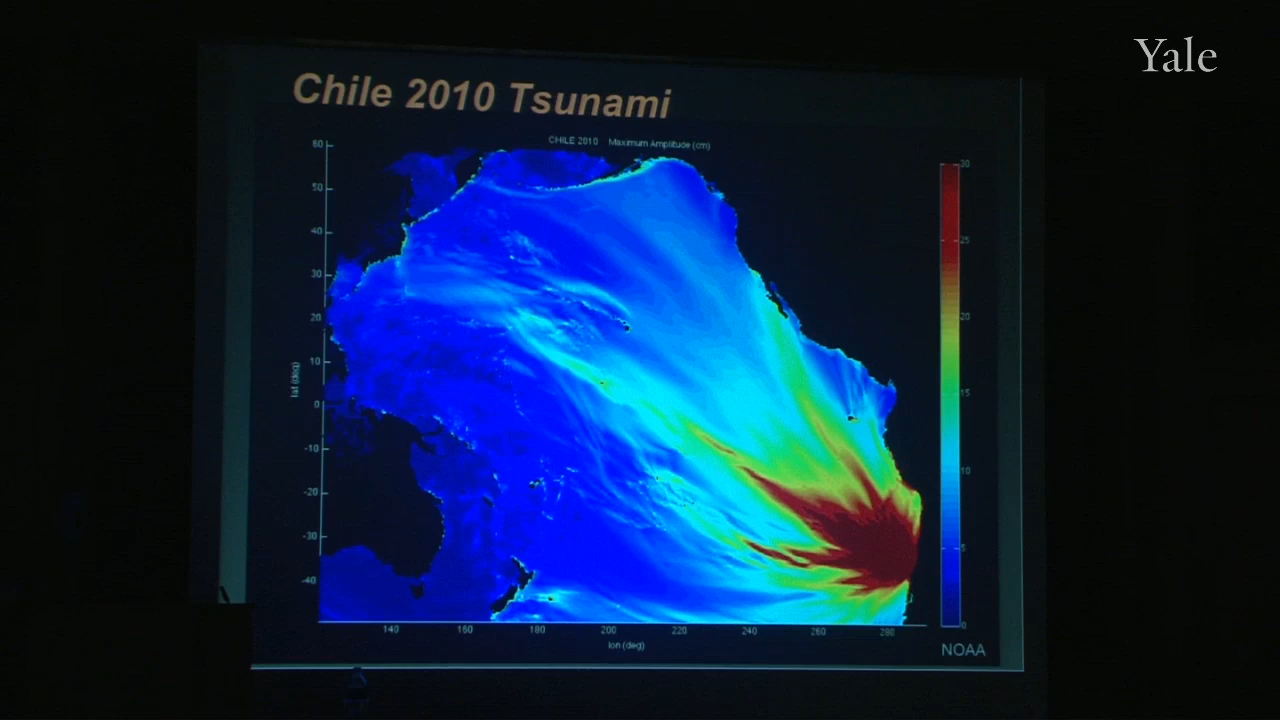 Yale
Chile 2010 Tsunami
CHILE 2010 Maximum Amplitude (cm)
60
50
40
30
20
10
0
-10
-20
-30
-40
lat (deg)
140 160 180 200 220 240 260 280
lon (deg)
30
25
20
15
10
5
0
NOAA